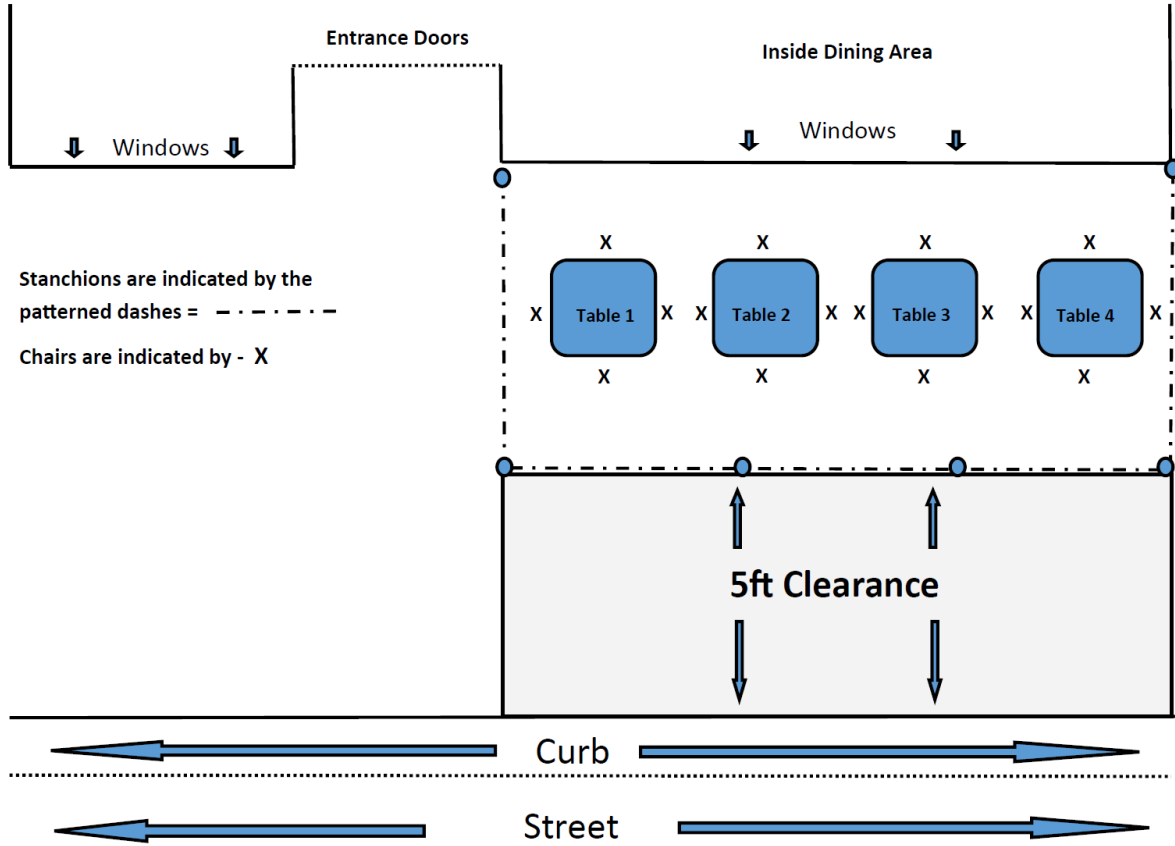 Entrance Doors
Inside Dining Area
Windows
Windows
Stanchions are indicated by the
patterned dashes =
Chairs are indicated by - X
X X X X
X Table 1 X X Table 2 X X Table 3 X X Table 4 X
X X X X
5ft Clearance
Curb
Street